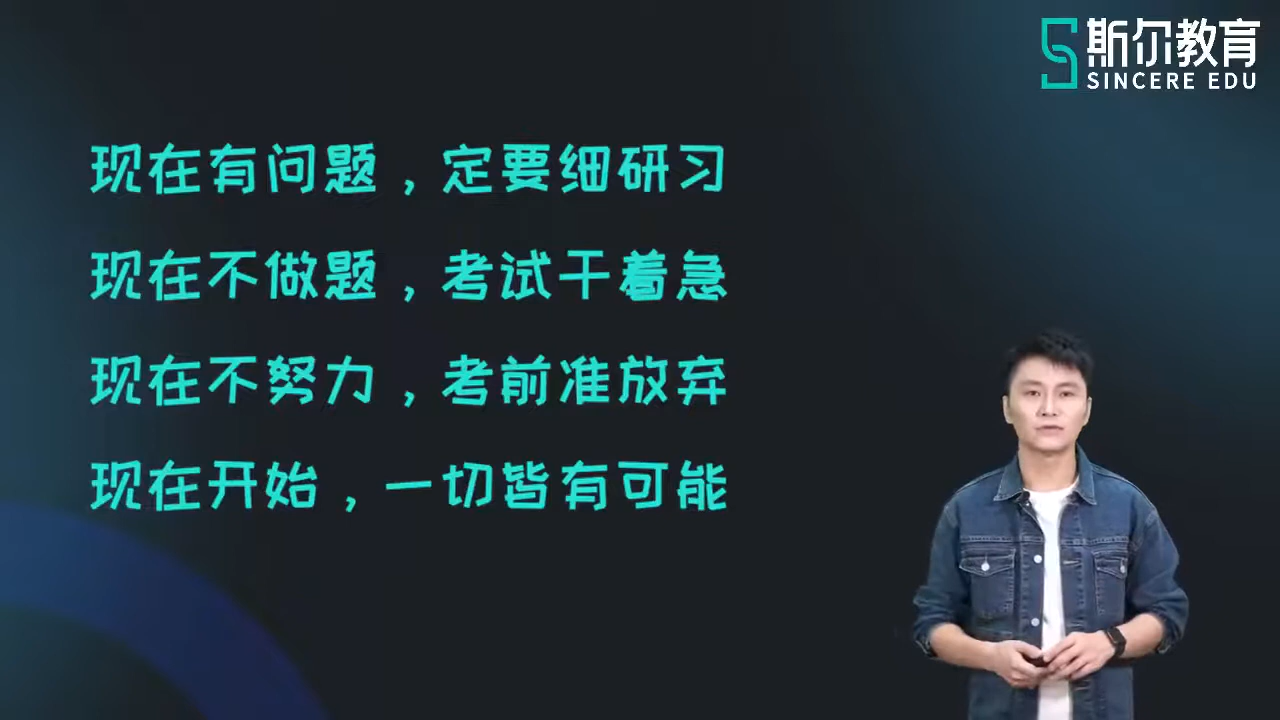 斯尔教育
SINCERE EDU
现在有问题，定要细研习
现在不做题，考试干着急
现在不努力，考前准放弃
现在开始，一切皆有可能